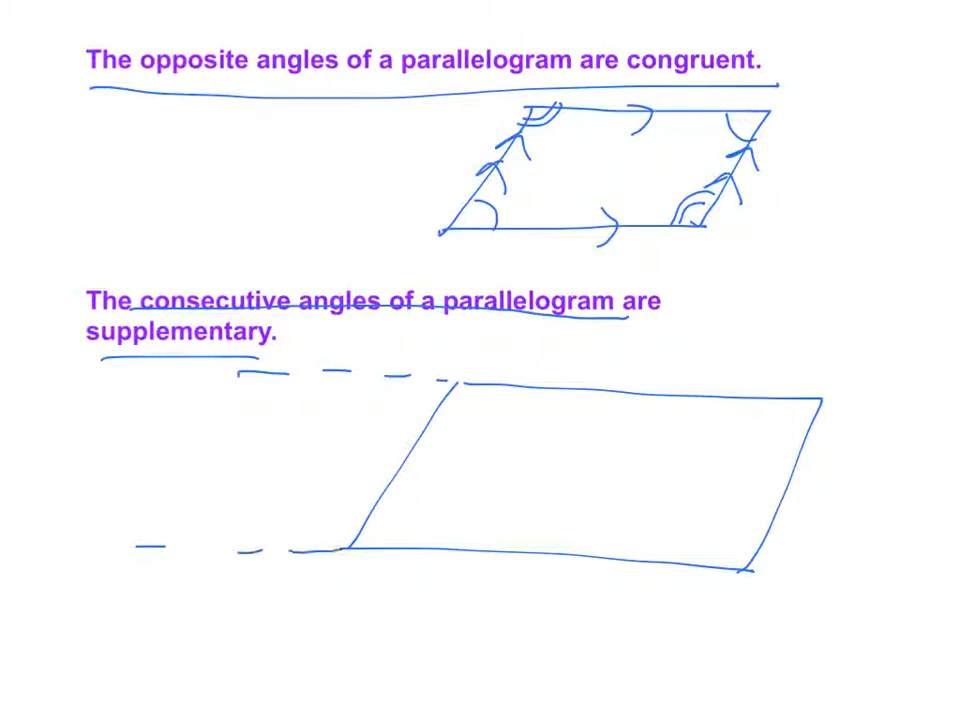 The opposite angles of a parallelogram are congruent.
The consecutive angles of a parallelogram are
supplementary.